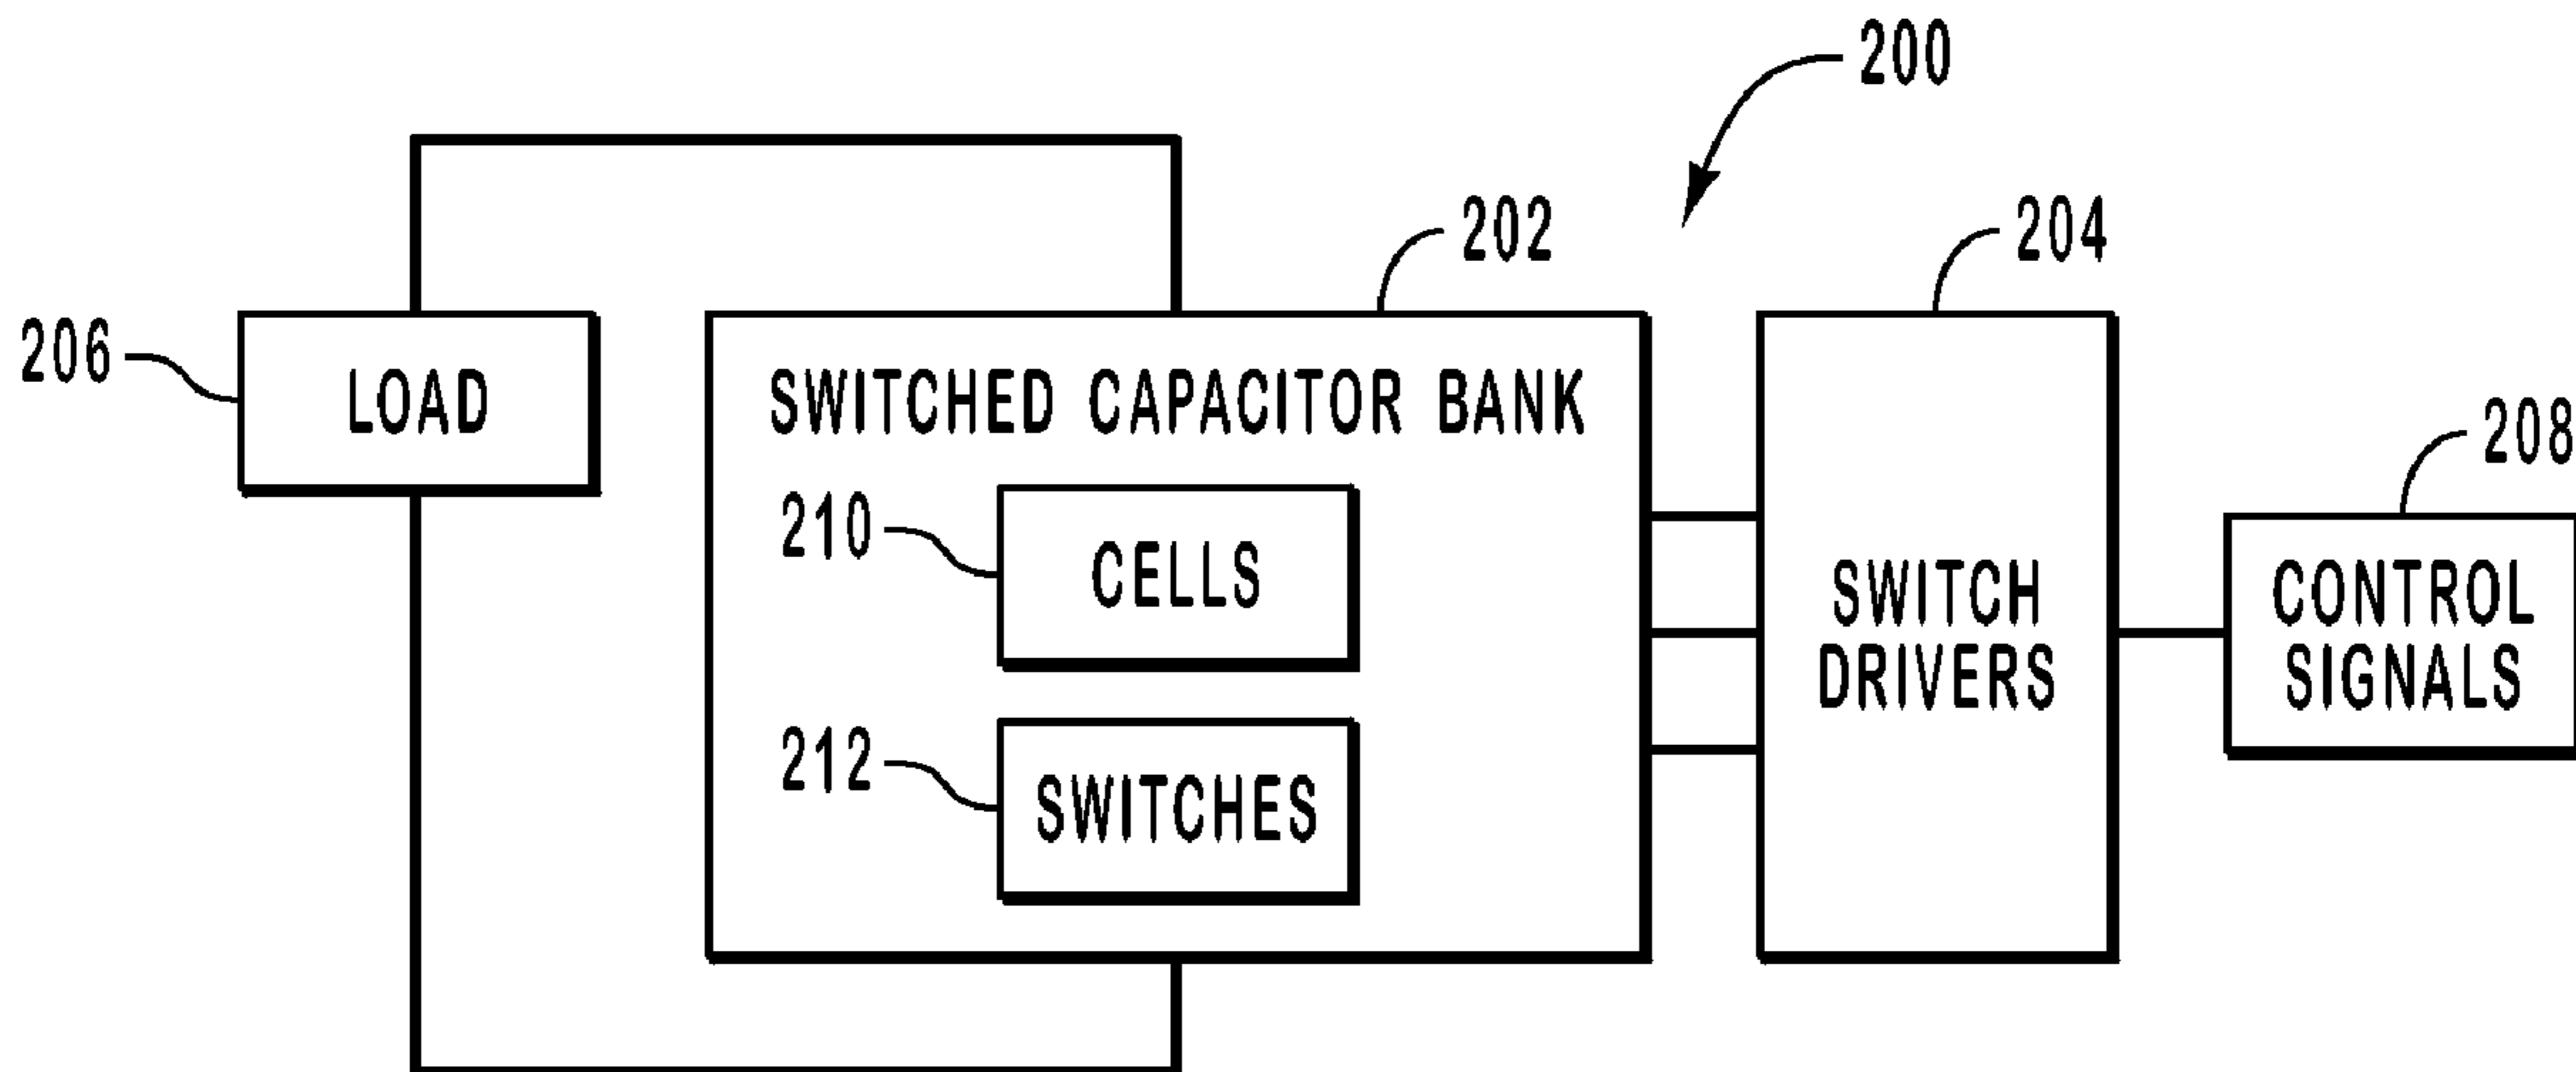 200
202
204
206
LOAD
SWITCHED CAPACITOR BANK
208
210
CELLS
SWITCH
DRIVERS
CONTROL
SIGNALS
212
SWITCHES